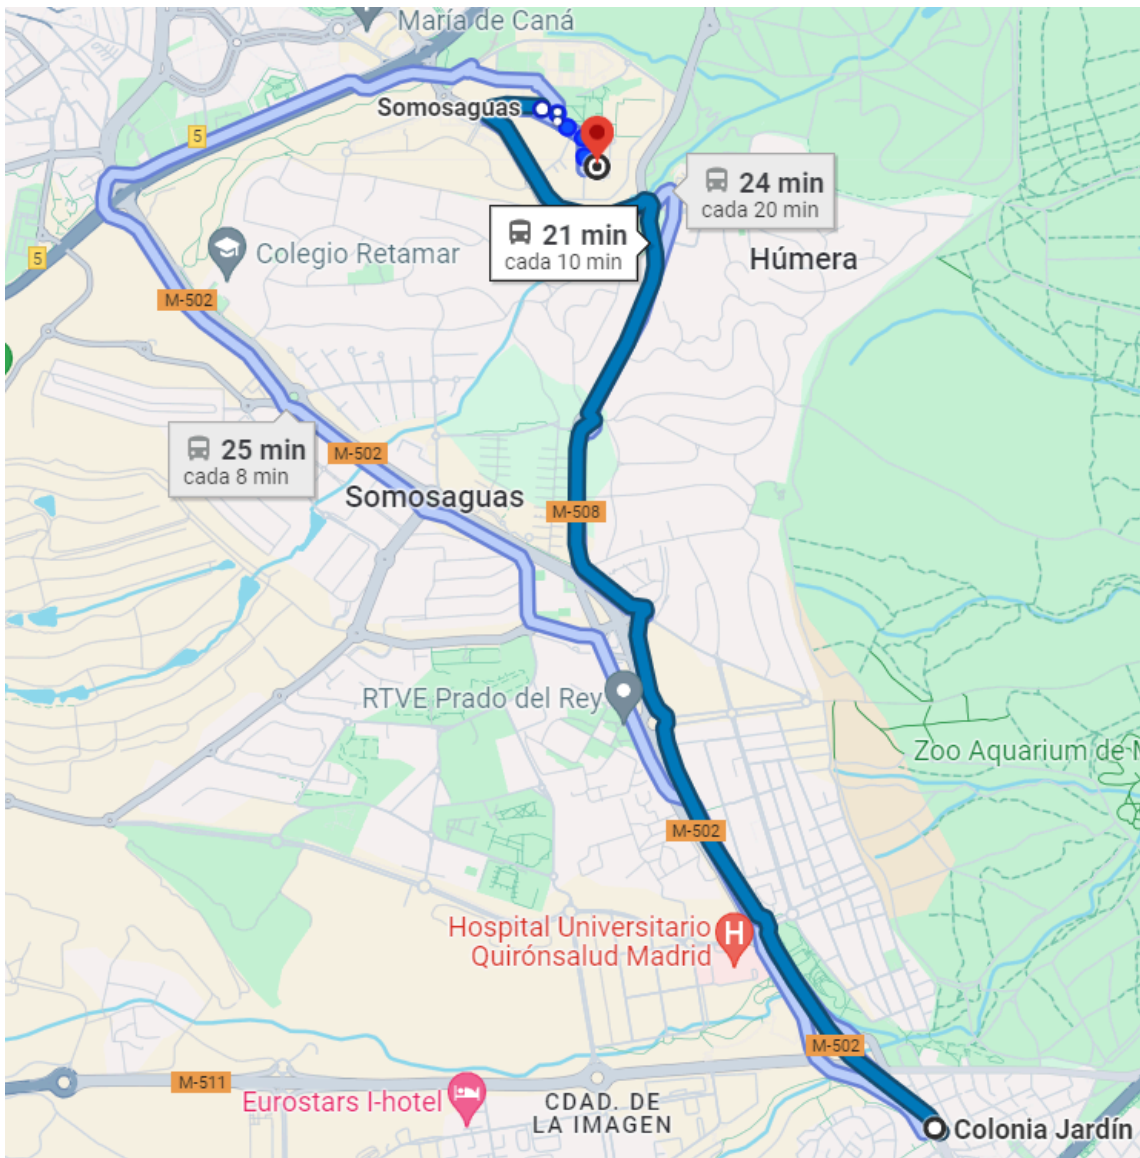 María de Caná
Somosaguas
5
24 min
cada 20 min
21 min
cada 10 min
Húmera
Colegio Retamar
5
M-502
25 min
cada 8 min
M-502
Somosaguas
M-508
RTVE Prado del Rey
Zoo Aquarium de
M-502
Hospital Universitario
Quirónsalud Madrid
H
M-502
M-511
Eurostars I-hotel
CDAD. DE
LA IMAGEN
Colonia Jardín